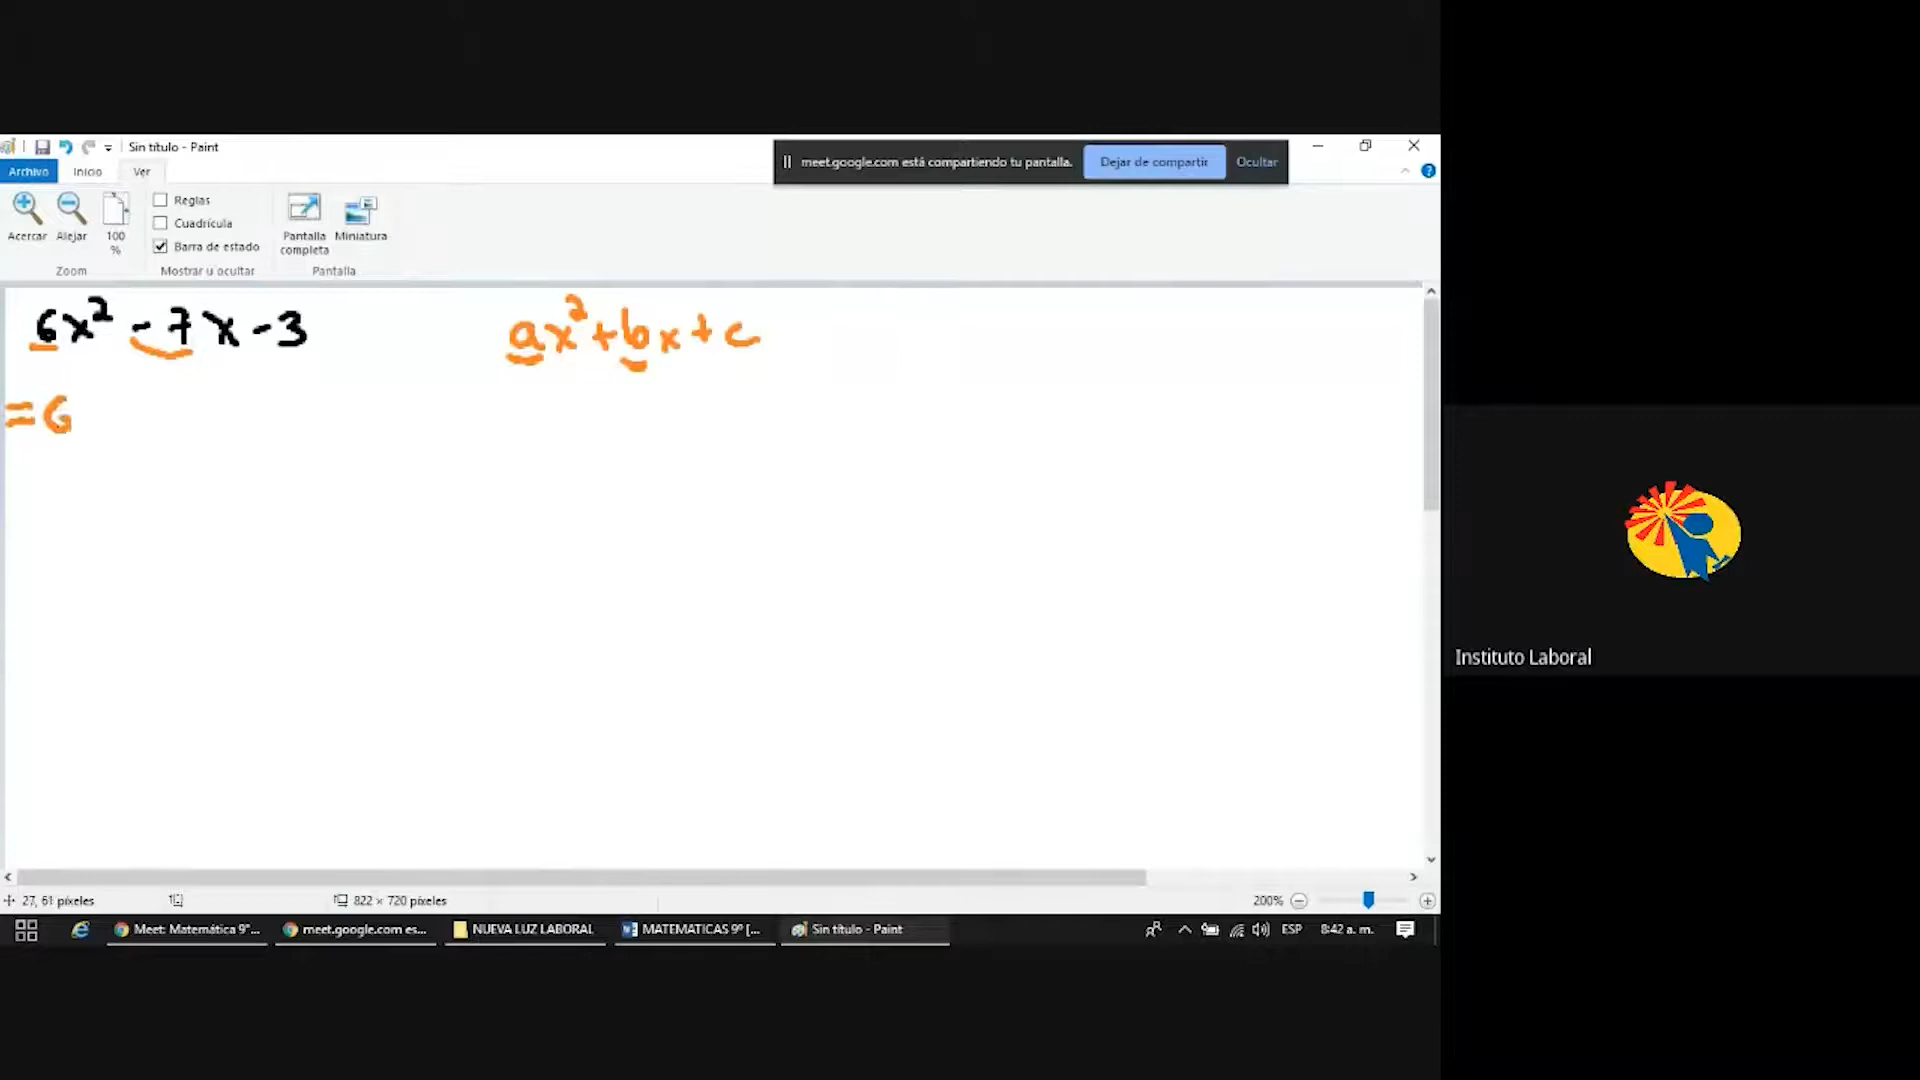 Sin título - Paint
meet.google.com está compartiendo tu pantalla. Dejar de compartir Ocultar
Archivo Inicio Ver
Acercar Alejar 100 %
Reglas
Cuadrícula
Barra de estado
Pantalla completa Miniatura
Zoom Mostrar u ocultar Pantalla
6x² - 7x - 3 ax² + bx + c
= 6
27, 61 píxeles 822 × 720 píxeles 200%
Instituto Laboral
Meet: Matemática 9°... meet.google.com es... NUEVA LUZ LABORAL MATEMATICAS 9º [... Sin título - Paint ESP 8:42 a. m.